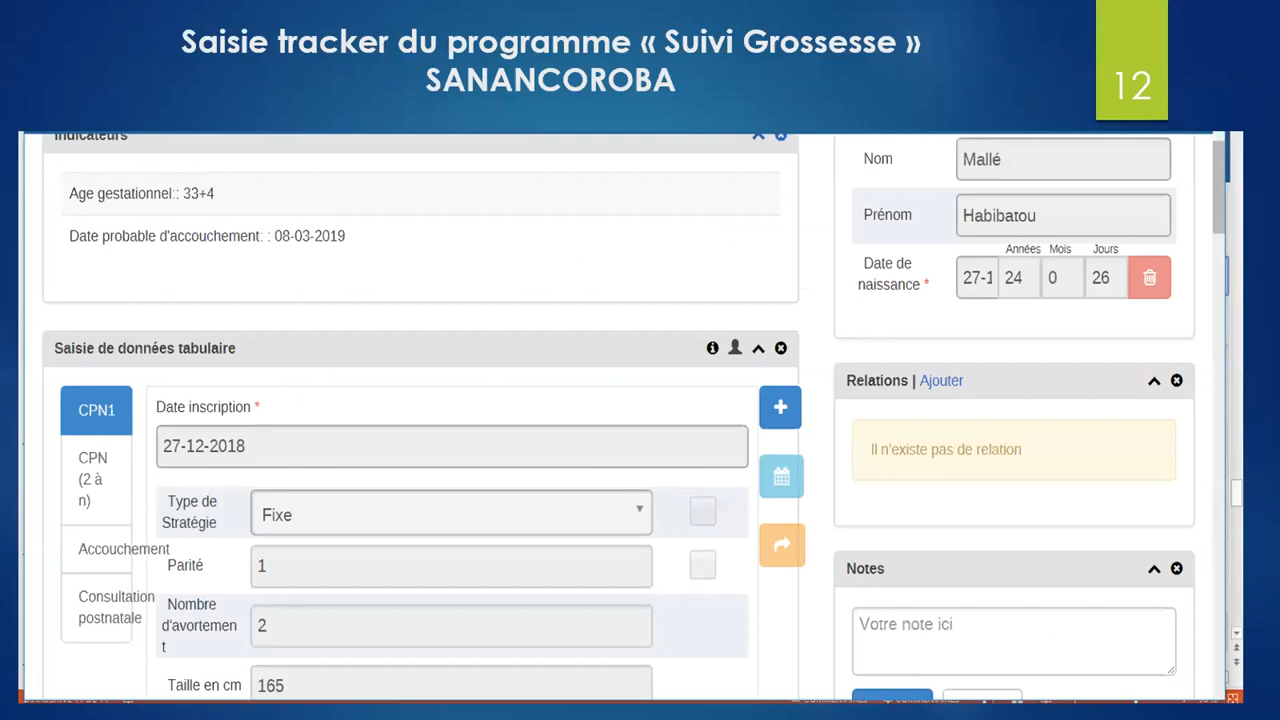 Saisie tracker du programme « Suivi Grossesse »
SANANCOROBA
12
Indicateurs
Age gestationnel:: 33+4
Date probable d'accouchement: : 08-03-2019
Saisie de données tabulaire
CPN1
CPN
(2 à
n)
Accouchement
Consultation
postnatale
Date inscription *
27-12-2018
Type de
Stratégie
Fixe
Parité
1
Nombre
d'avortemen
t
2
Taille en cm
165
Nom
Mallé
Prénom
Habibatou
Années Mois Jours
Date de
naissance *
27-1 24 0 26
Relations | Ajouter
Il n'existe pas de relation
Notes
Votre note ici